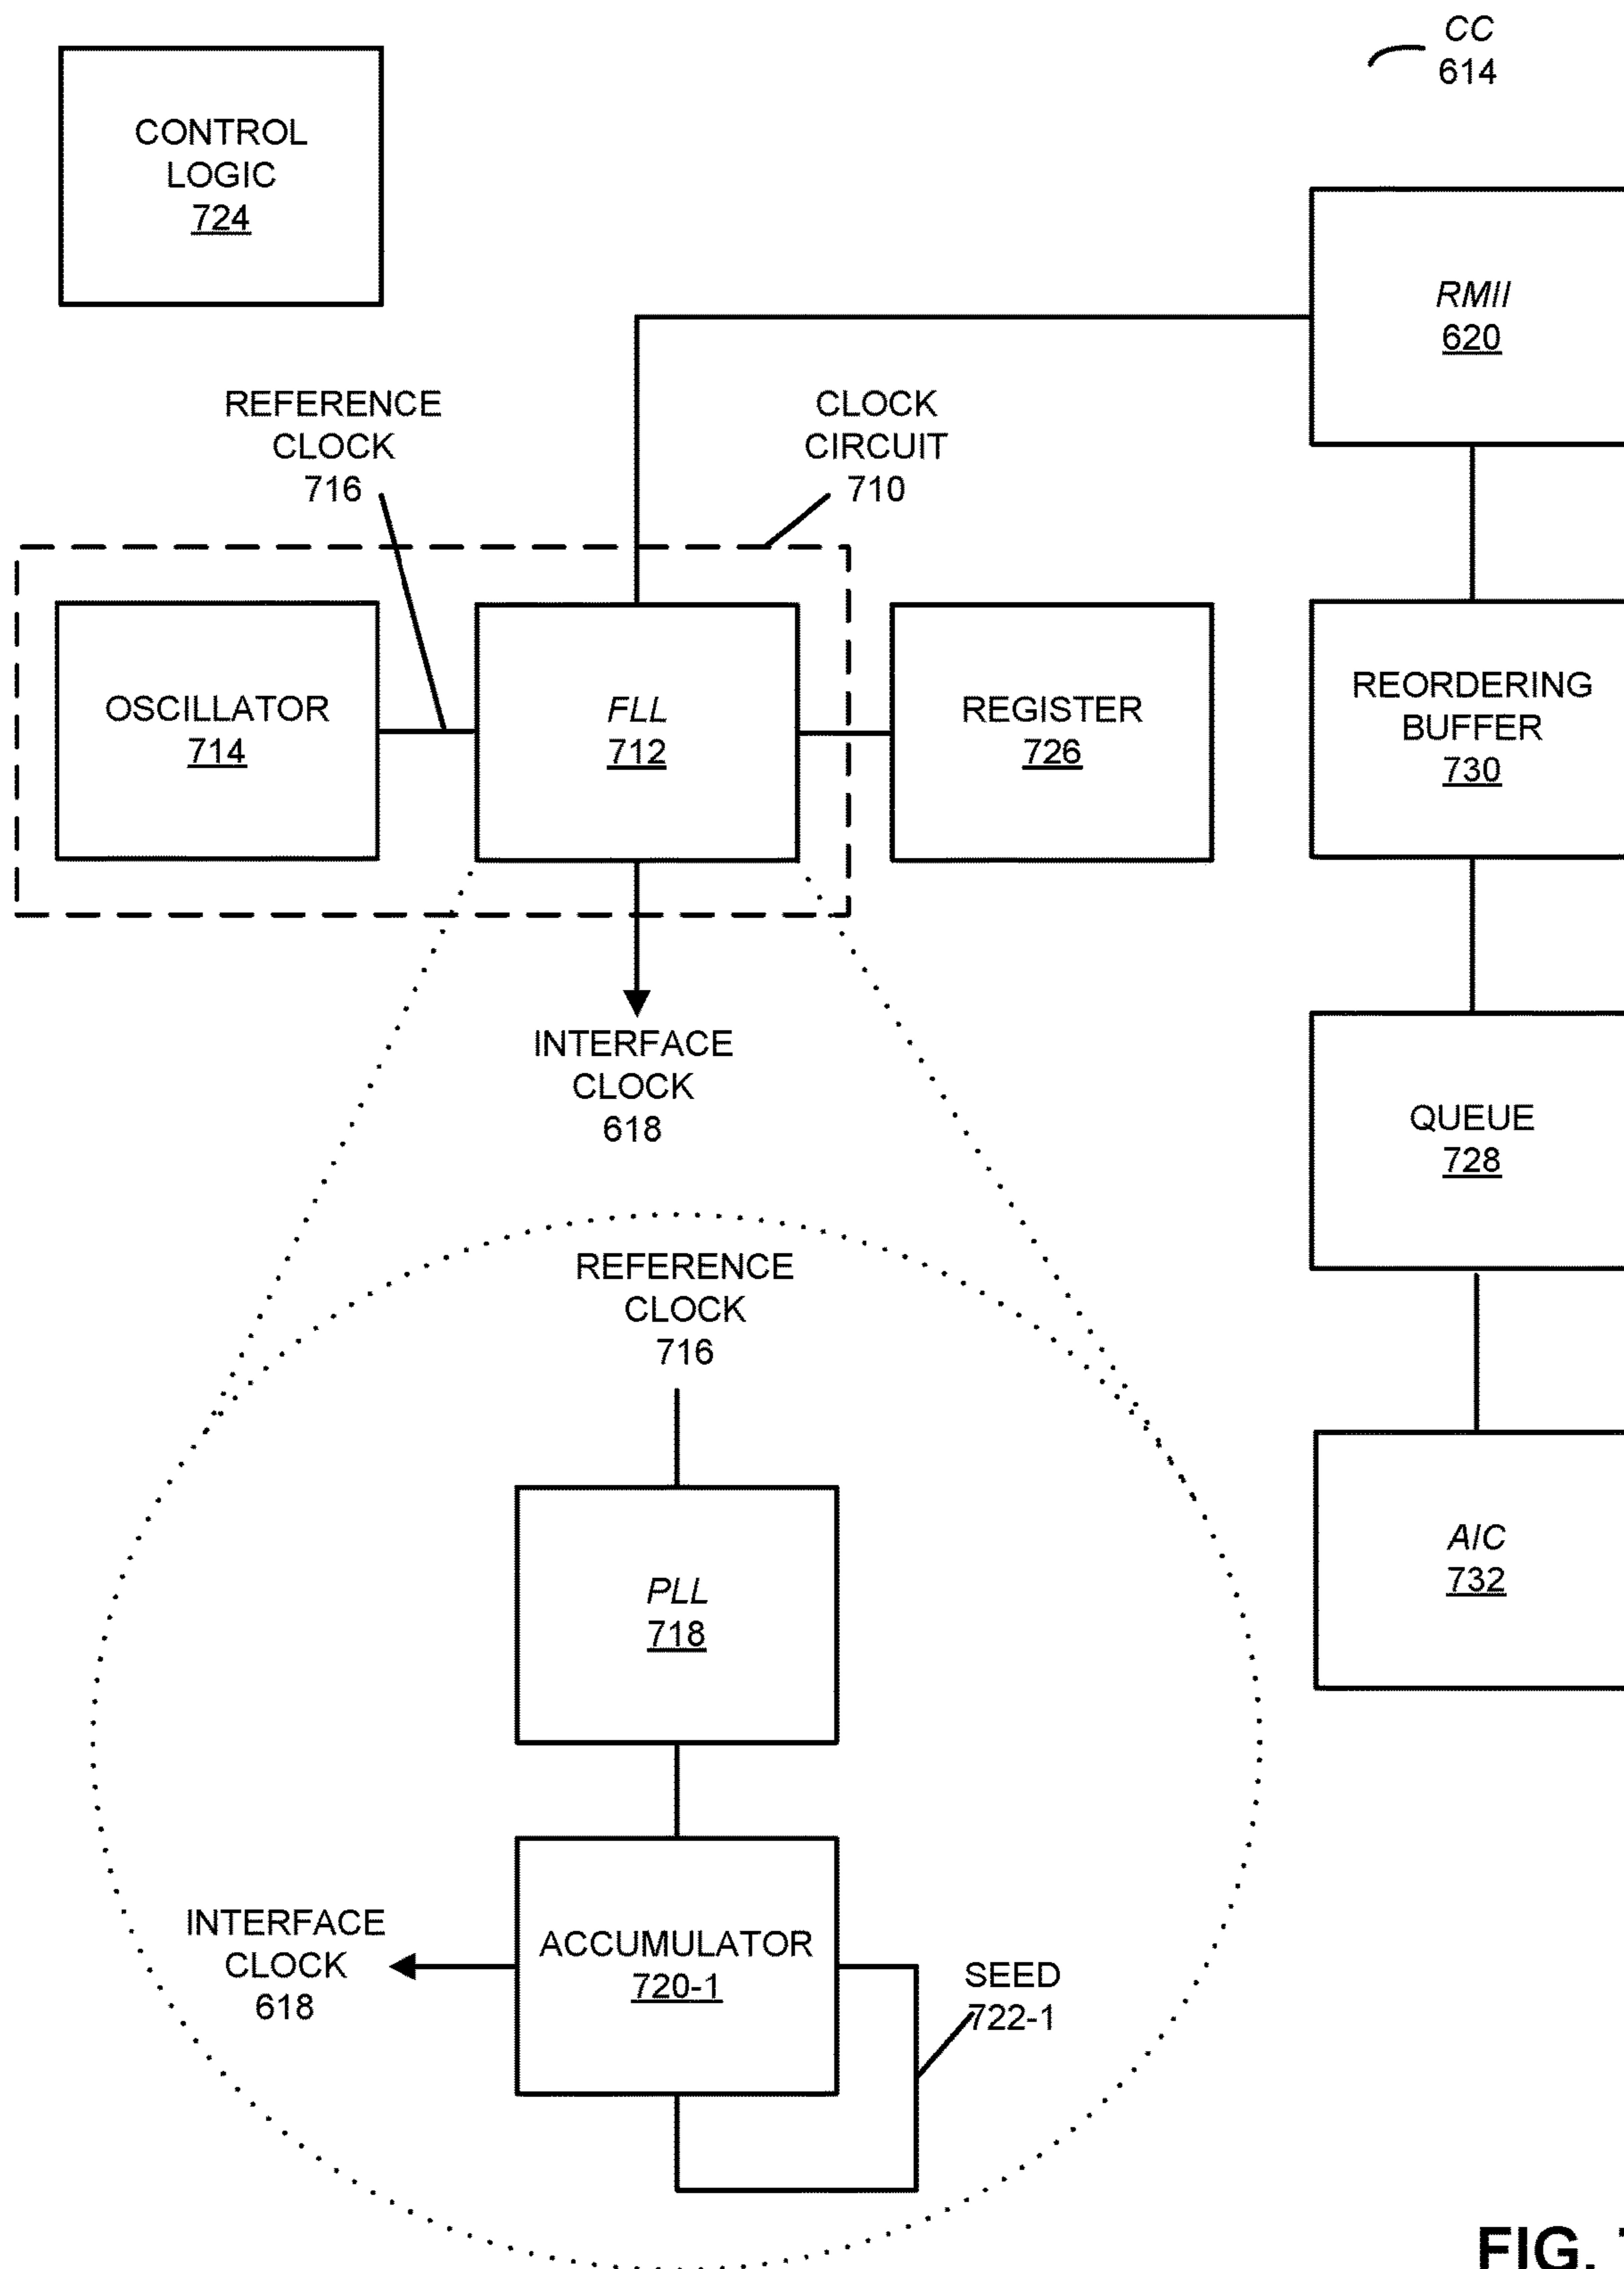 CC
614
CONTROL
LOGIC
724
RMII
620
REFERENCE
CLOCK
716
CLOCK
CIRCUIT
710
OSCILLATOR
714
FLL
712
REGISTER
726
REORDERING
BUFFER
730
INTERFACE
CLOCK
618
QUEUE
728
REFERENCE
CLOCK
716
PLL
718
AIC
732
INTERFACE
CLOCK
618
ACCUMULATOR
720-1
SEED
722-1
FIG.